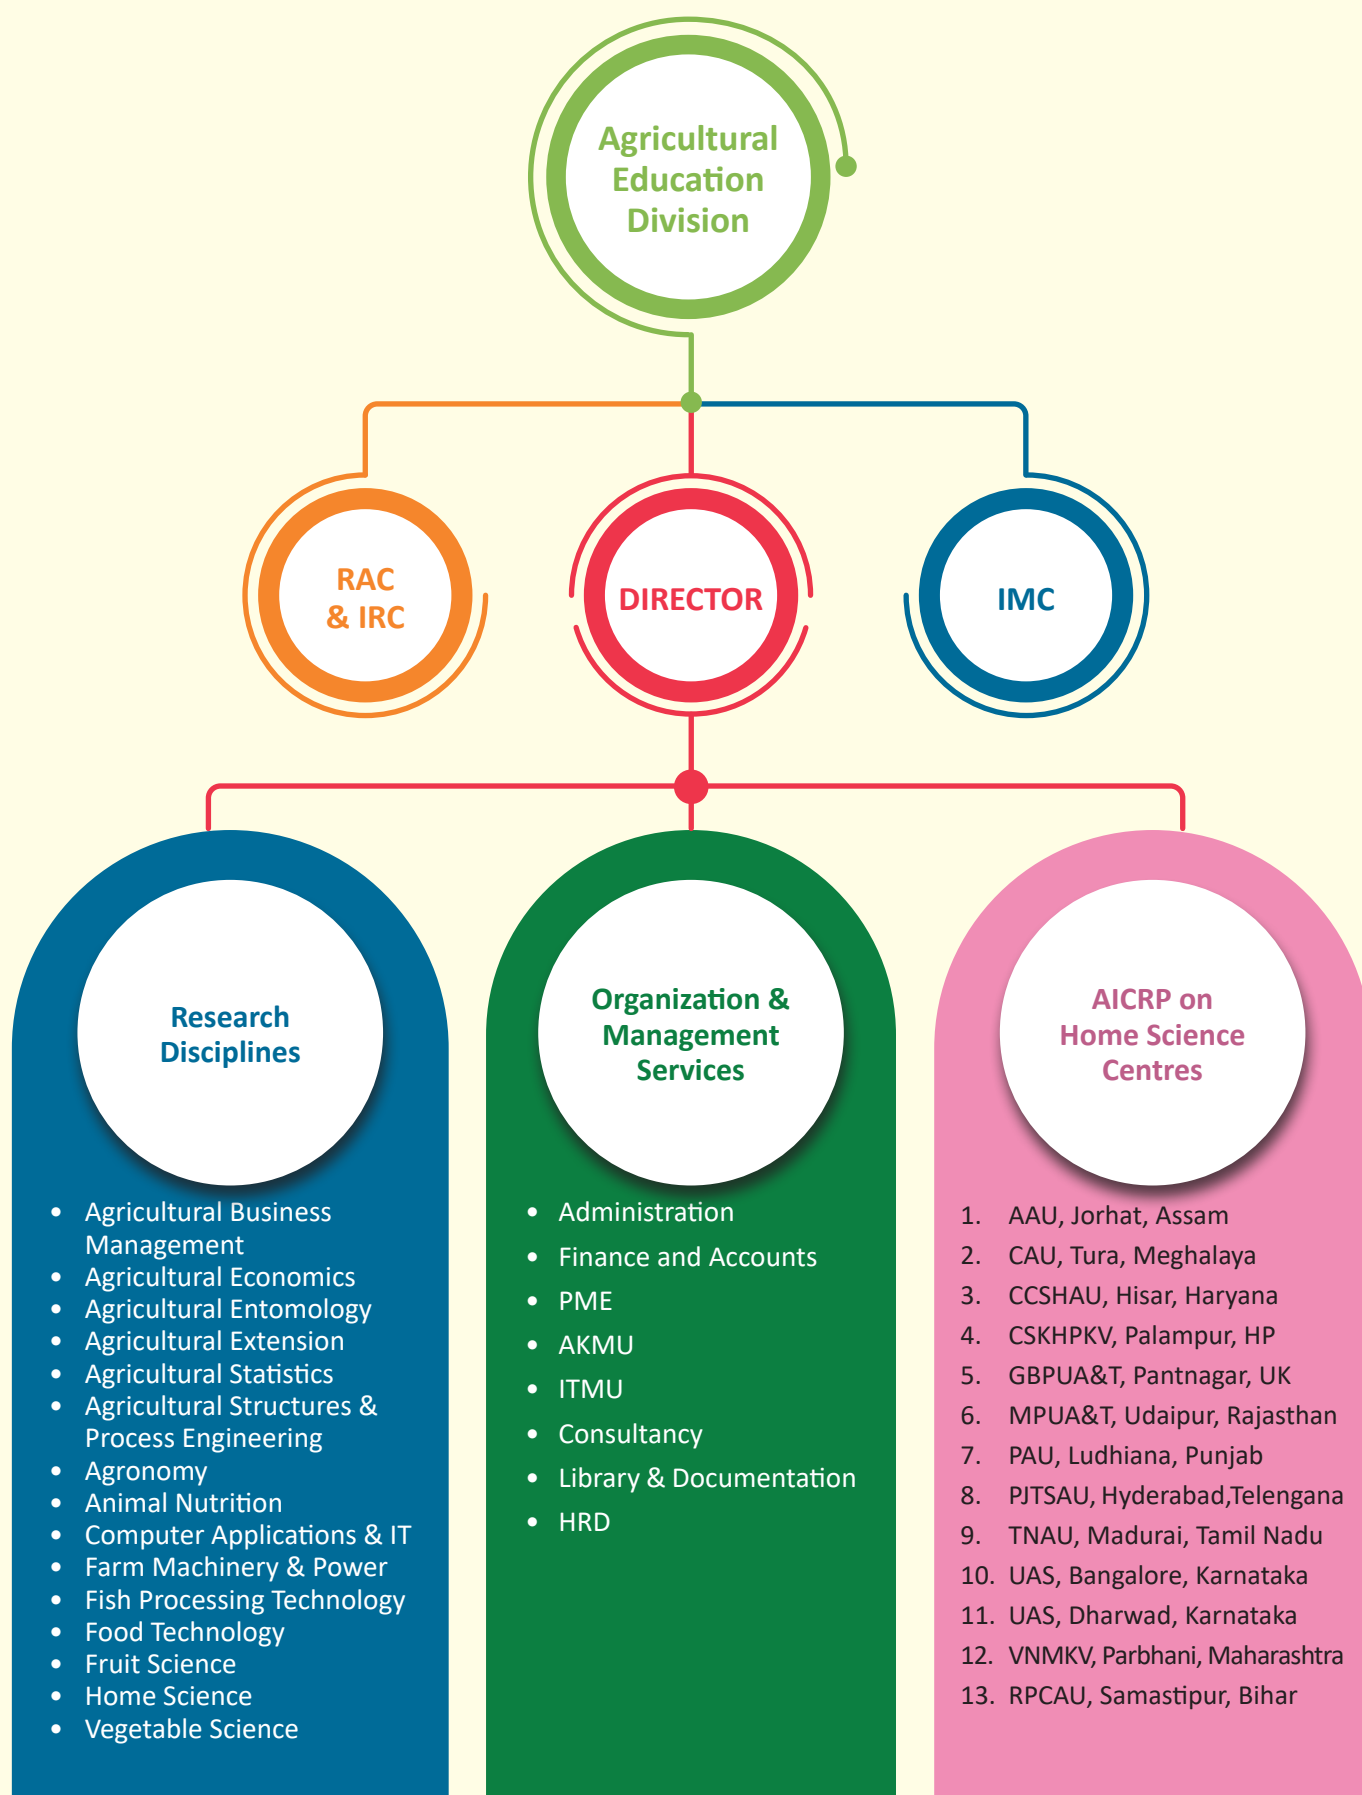 Agricultural
Education
Division
RAC
& IRC
DIRECTOR
IMC
Research
Disciplines
• Agricultural Business
Management
• Agricultural Economics
• Agricultural Entomology
• Agricultural Extension
• Agricultural Statistics
• Agricultural Structures &
Process Engineering
• Agronomy
• Animal Nutrition
• Computer Applications & IT
• Farm Machinery & Power
• Fish Processing Technology
• Food Technology
• Fruit Science
• Home Science
• Vegetable Science
Organization &
Management
Services
• Administration
• Finance and Accounts
• PME
• AKMU
• ITMU
• Consultancy
• Library & Documentation
• HRD
AICRP on
Home Science
Centres
1. AAU, Jorhat, Assam
2. CAU, Tura, Meghalaya
3. CCSHAU, Hisar, Haryana
4. CSKHPKV, Palampur, HP
5. GBPUA&T, Pantnagar, UK
6. MPUA&T, Udaipur, Rajasthan
7. PAU, Ludhiana, Punjab
8. PJTSAU, Hyderabad,Telengana
9. TNAU, Madurai, Tamil Nadu
10. UAS, Bangalore, Karnataka
11. UAS, Dharwad, Karnataka
12. VNMKV, Parbhani, Maharashtra
13. RPCAU, Samastipur, Bihar